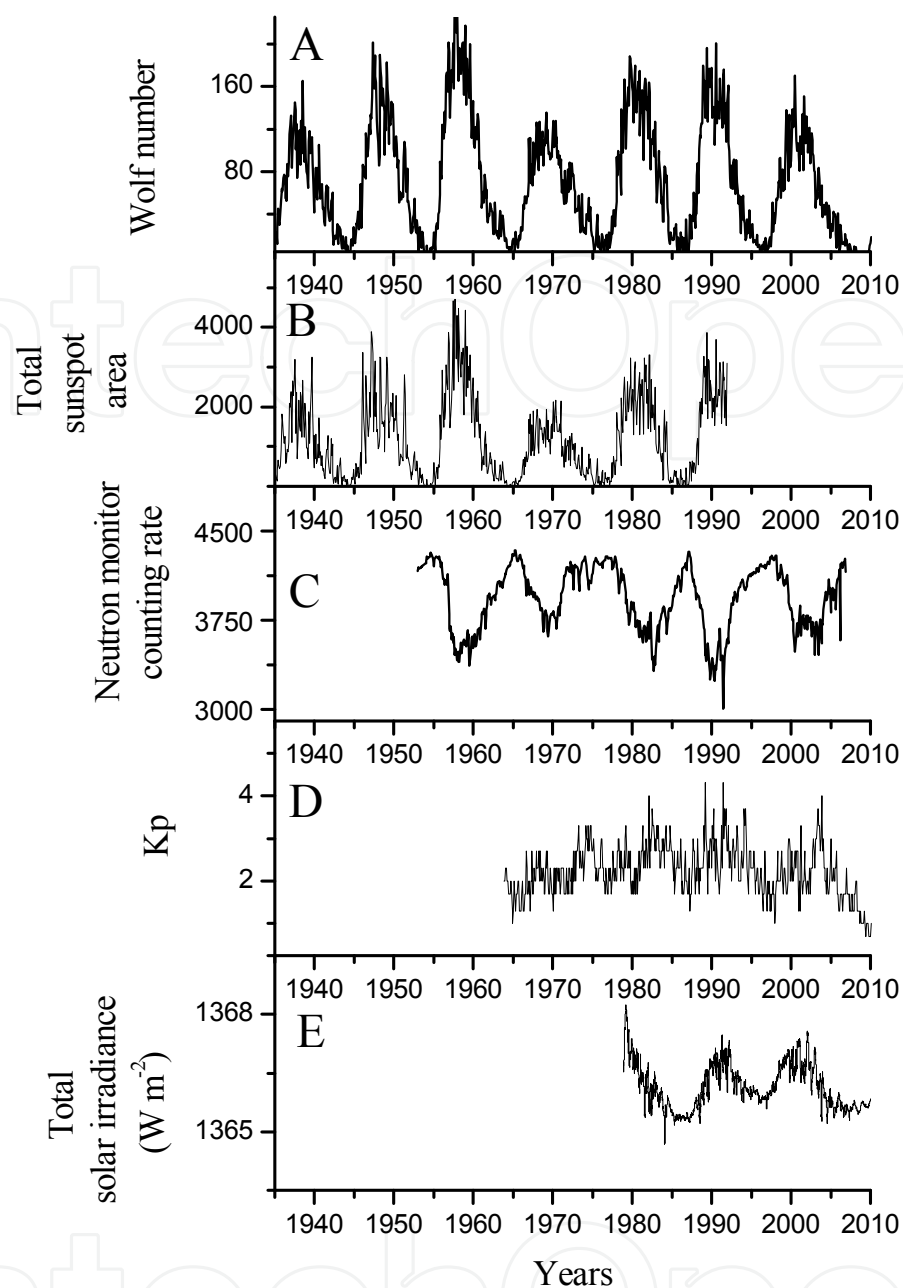 A
Wolf number
160
80
1940 1950 1960 1970 1980 1990 2000 2010
B
Total
sunspot
area
4000
2000
1940 1950 1960 1970 1980 1990 2000 2010
C
Neutron monitor
counting rate
4500
3750
3000
1940 1950 1960 1970 1980 1990 2000 2010
D
Kp
4
2
1940 1950 1960 1970 1980 1990 2000 2010
E
Total
solar irradiance
(W m⁻²)
1368
1365
1940 1950 1960 1970 1980 1990 2000 2010
Years
ntechOpe
ntechOpe